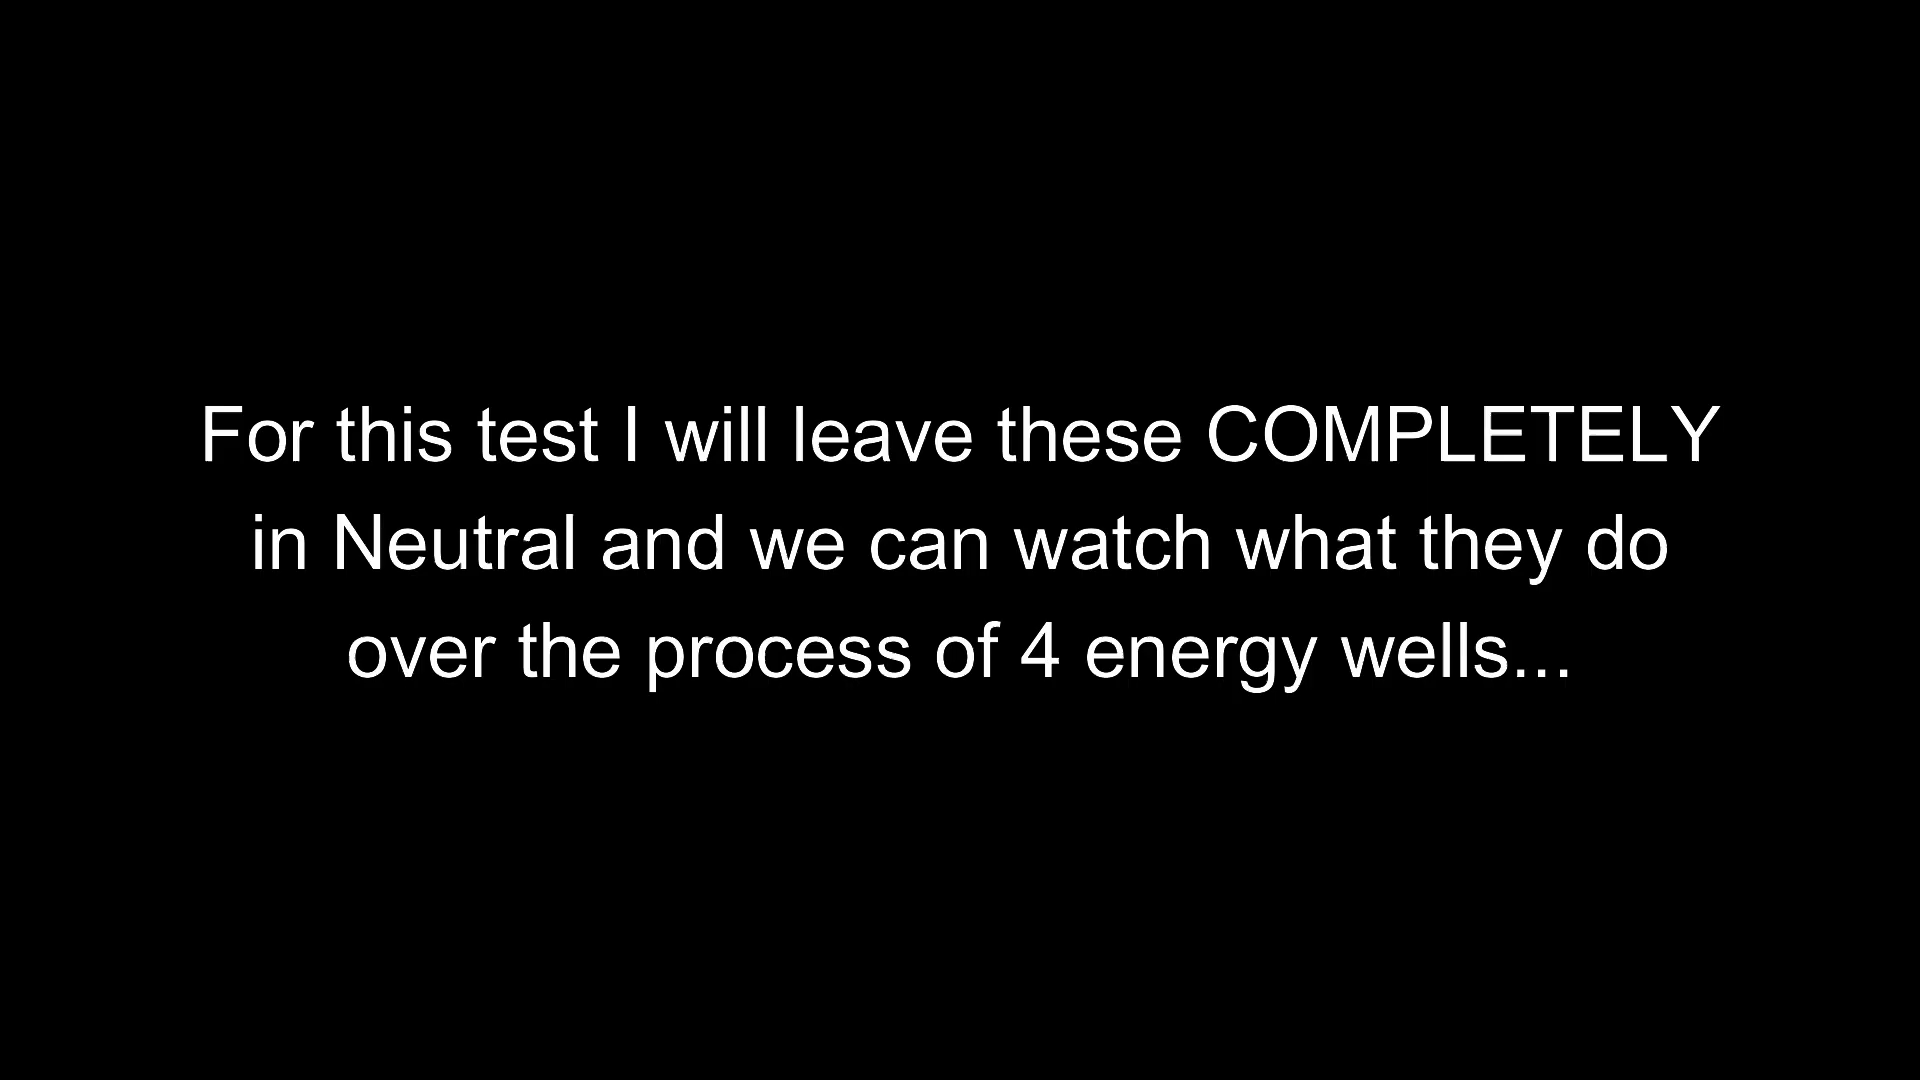 For this test I will leave these COMPLETELY
in Neutral and we can watch what they do
over the process of 4 energy wells...